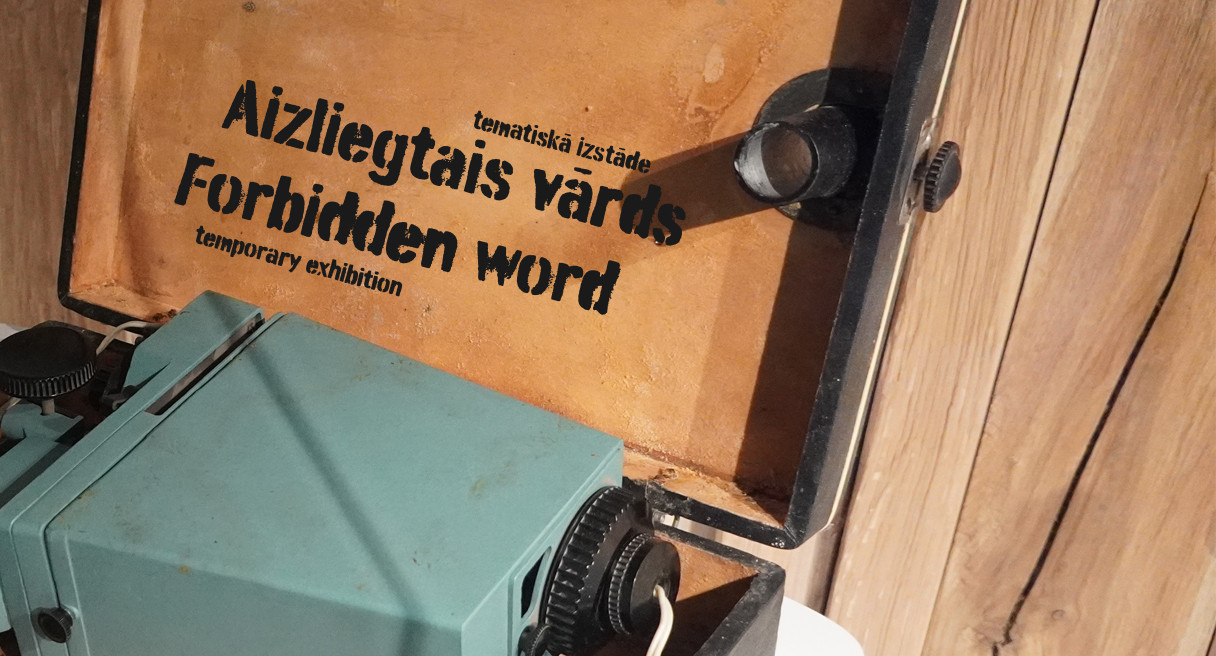 tematiskā izstāde
Aizliegtais vārds
Forbidden word
temporary exhibition